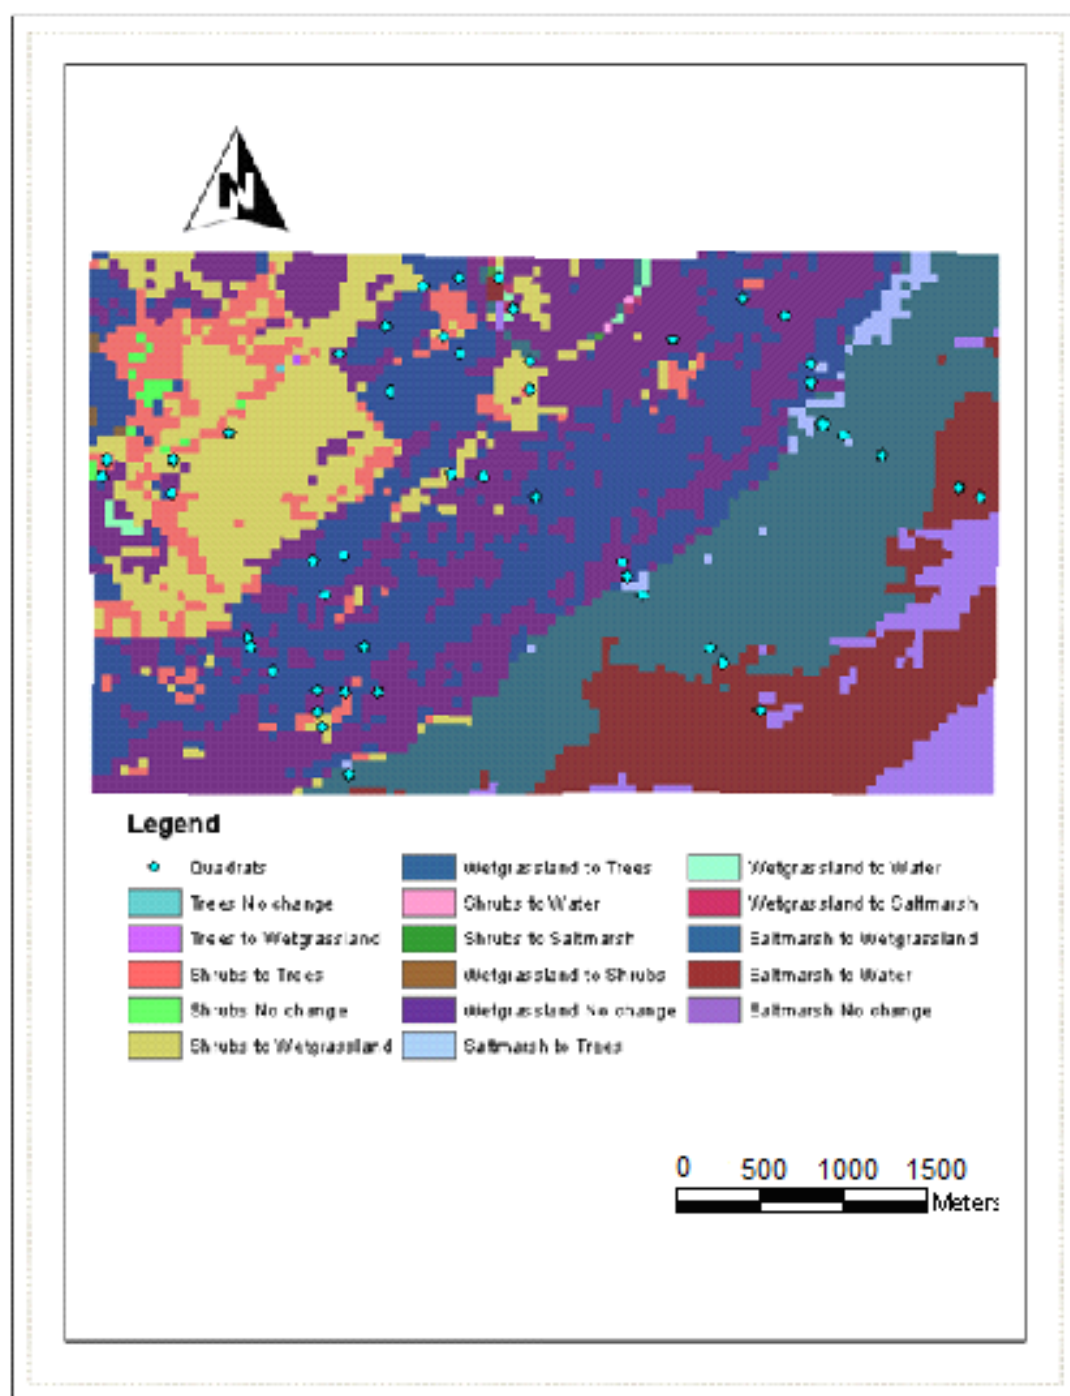 N
Legend
Quadrats
Trees No change
Trees to Wetgrassland
Shrubs to Trees
Shrubs No change
Shrubs to Wetgrassland
Wetgrassland to Trees
Shrubs to Water
Shrubs to Saltmarsh
Wetgrassland to Shrubs
Wetgrassland No change
Saltmarsh to Trees
Wetgrassland to Water
Wetgrassland to Saltmarsh
Saltmarsh to Wetgrassland
Saltmarsh to Water
Saltmarsh No change
0 500 1000 1500
Meters